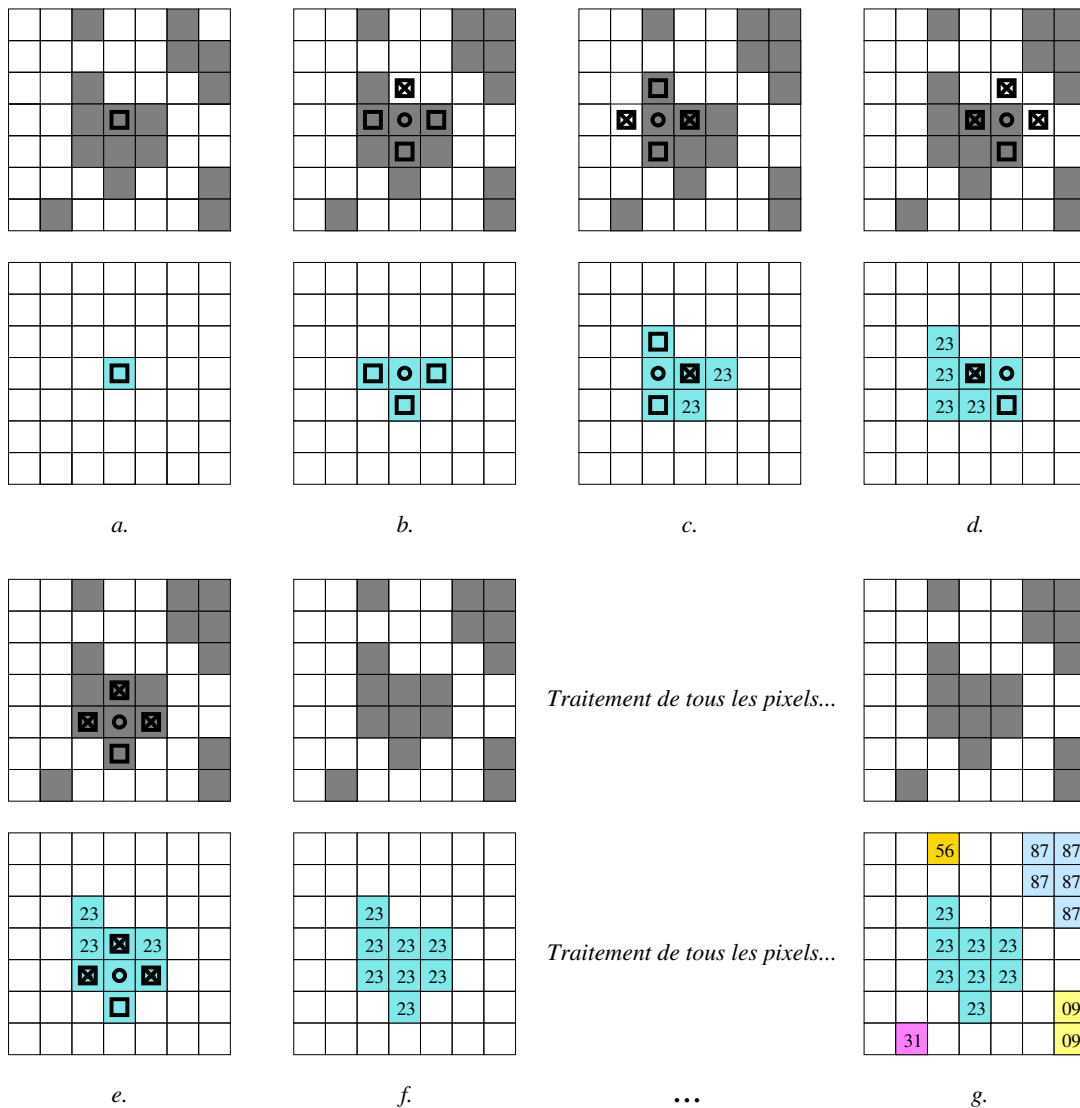 23
23
23
23
23
23 23
a.
b.
c.
d.
Traitement de tous les pixels...
56 87 87
87 87
23 23 23 87
23 23 23 23 23 23 23 23
Traitement de tous les pixels...
23 23 23 23 23 23
23 23 09
31 09
e.
f.
...
g.